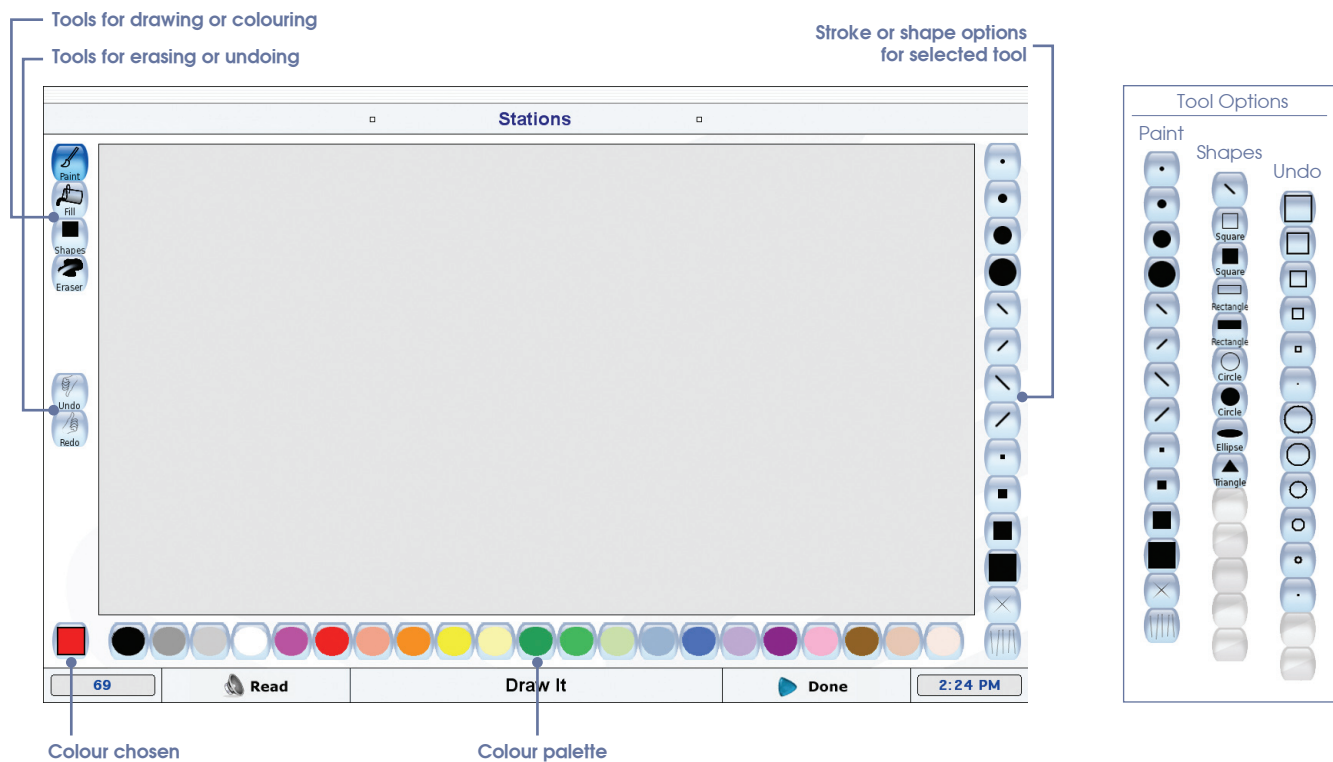 Tools for drawing or colouring
Tools for erasing or undoing
Stroke or shape options
for selected tool
Stations
Paint
Fill
Shapes
Eraser
Undo
Redo
69
Read
Draw It
Done
2:24 PM
Colour chosen
Colour palette
Tool Options
Paint
Shapes
Undo
Square
Square
Rectangle
Rectangle
Circle
Circle
Ellipse
Triangle